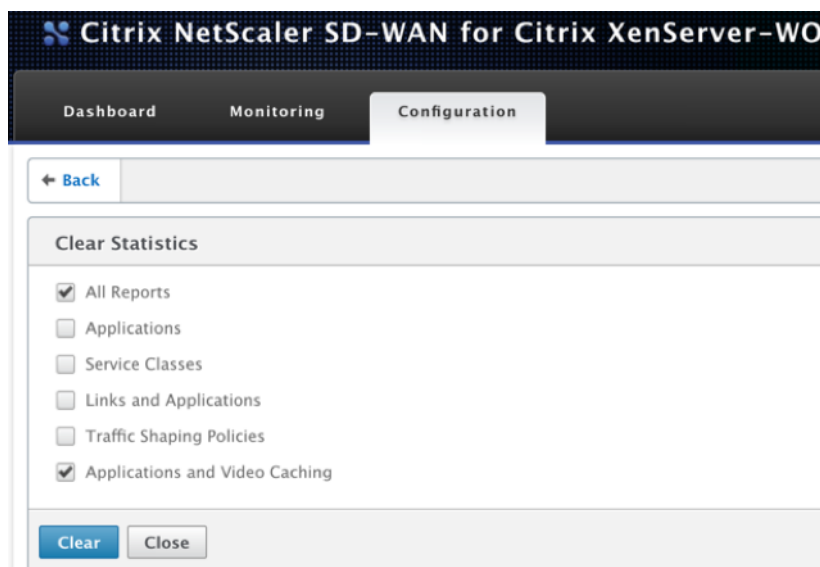 Citrix NetScaler SD-WAN for Citrix XenServer-WO
Dashboard Monitoring Configuration
Back
Clear Statistics
All Reports
Applications
Service Classes
Links and Applications
Traffic Shaping Policies
Applications and Video Caching
Clear Close